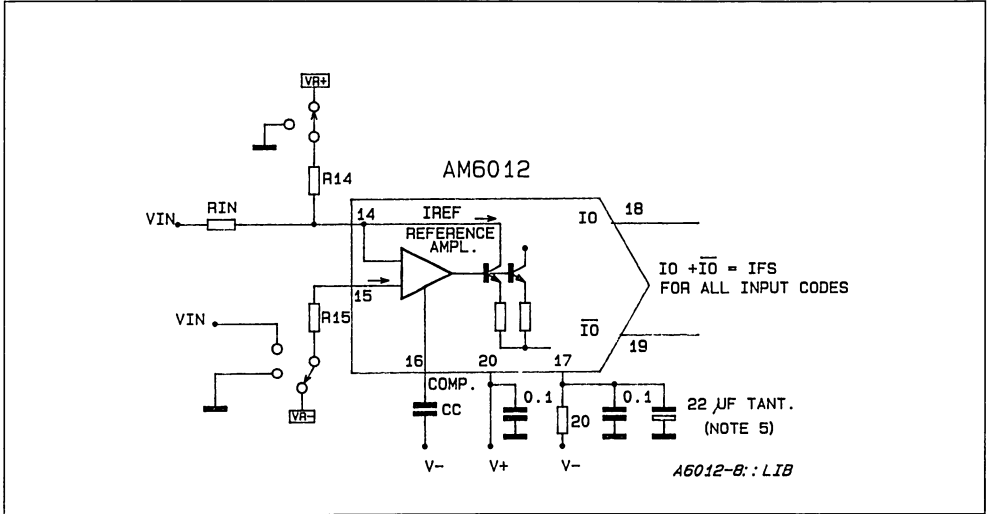 VR+
R14
AM6012
VIN
RIN
14
IREF
REFERENCE
AMPL.
IO
18
IO + I̅O̅ = IFS
FOR ALL INPUT CODES
15
R15
VIN
I̅O̅
19
16
20
17
VR-
COMP.
CC
0.1
20
0.1
22 µF TANT.
(NOTE 5)
V-
V+
V-
A6012-8::LIB